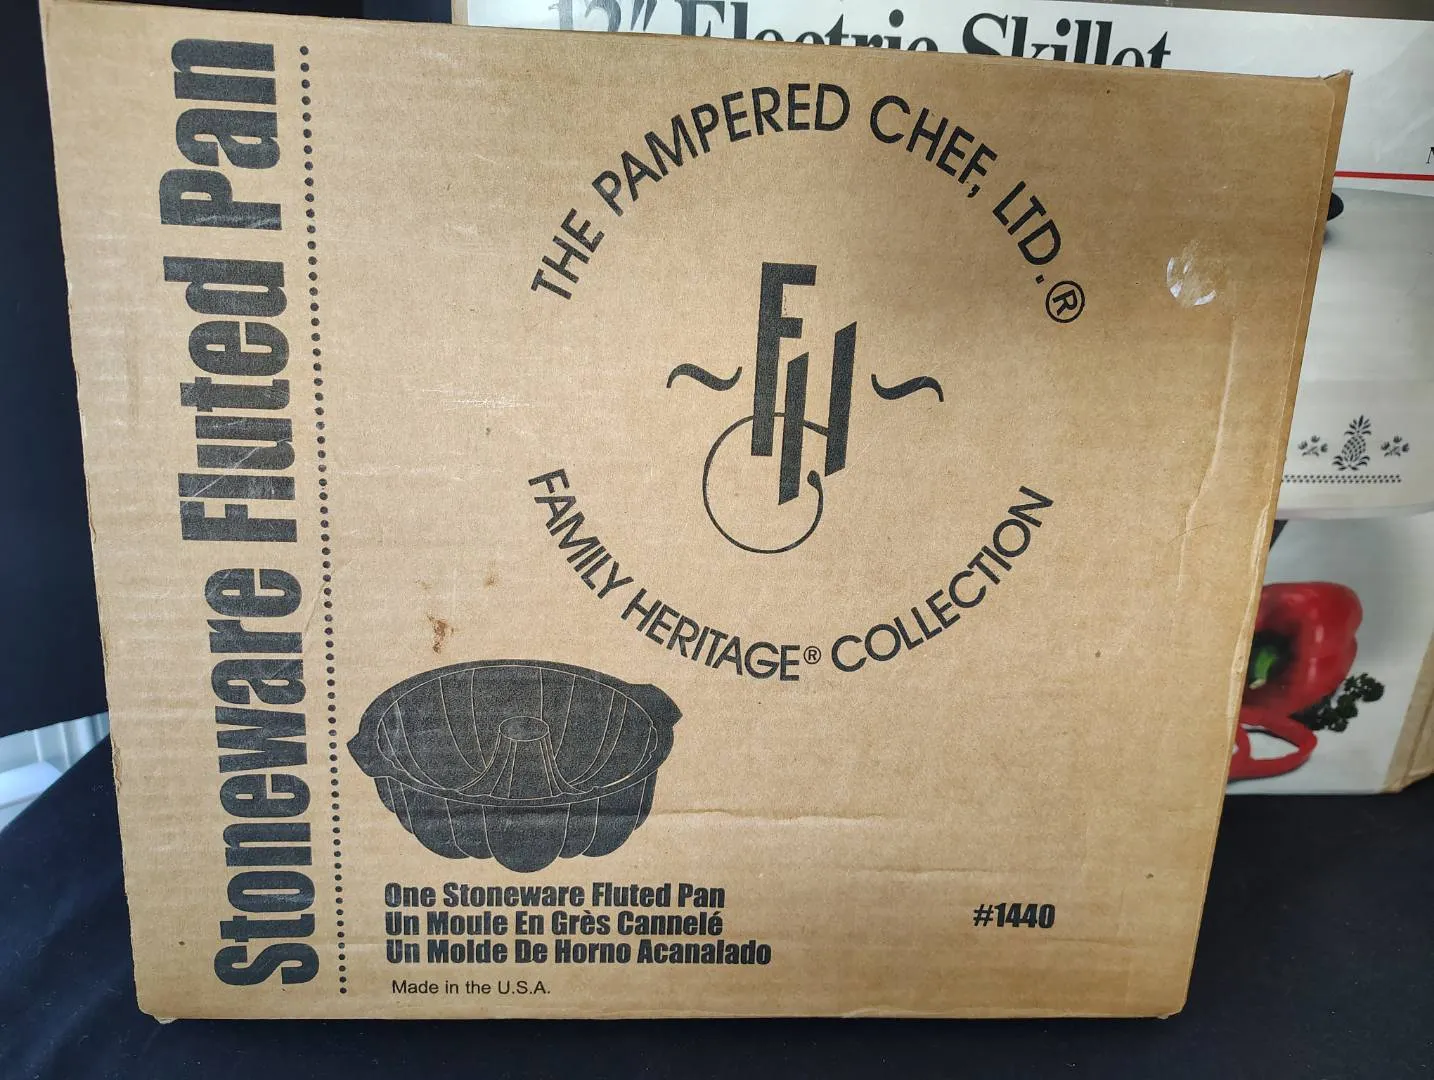 12" Electric Skillet
Stoneware Fluted Pan
THE PAMPERED CHEF, LTD.®
FH
FAMILY HERITAGE® COLLECTION
One Stoneware Fluted Pan
Un Moule En Grès Cannelé
Un Molde De Horno Acanalado
#1440
Made in the U.S.A.